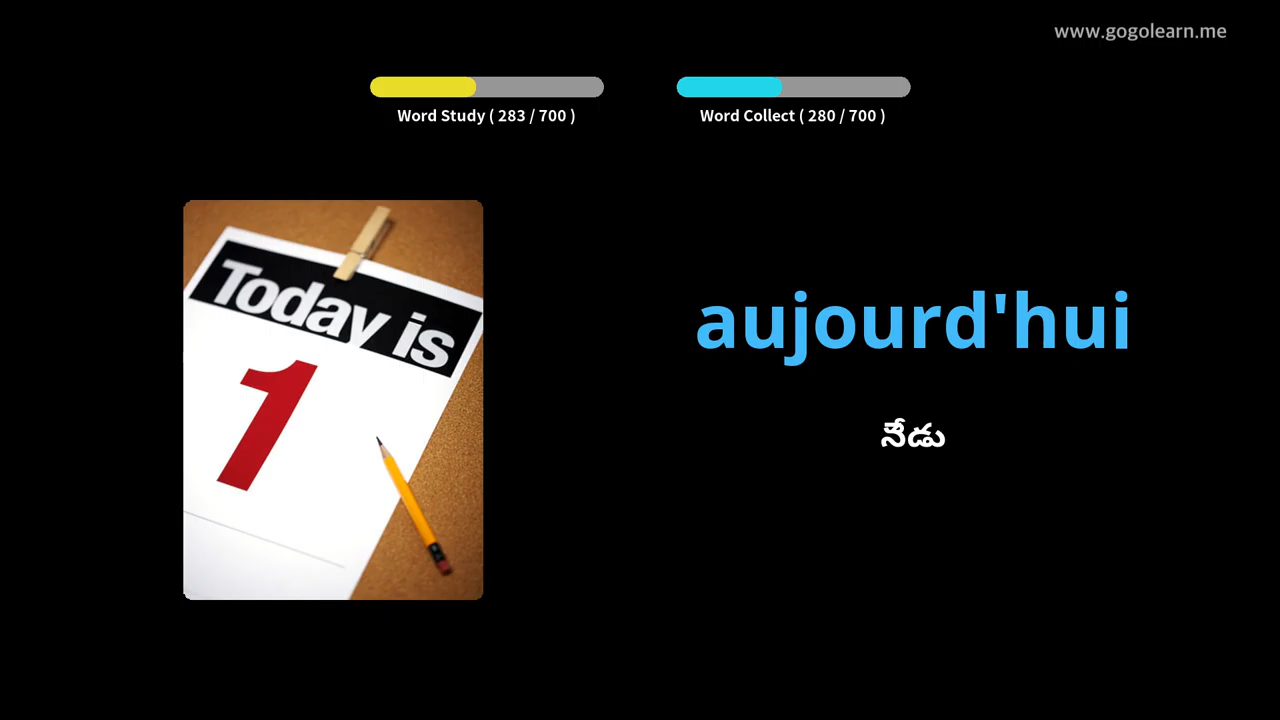 www.gogolearn.me
Word Study ( 283 / 700 )
Word Collect ( 280 / 700 )
Today is
1
aujourd'hui
నేడు